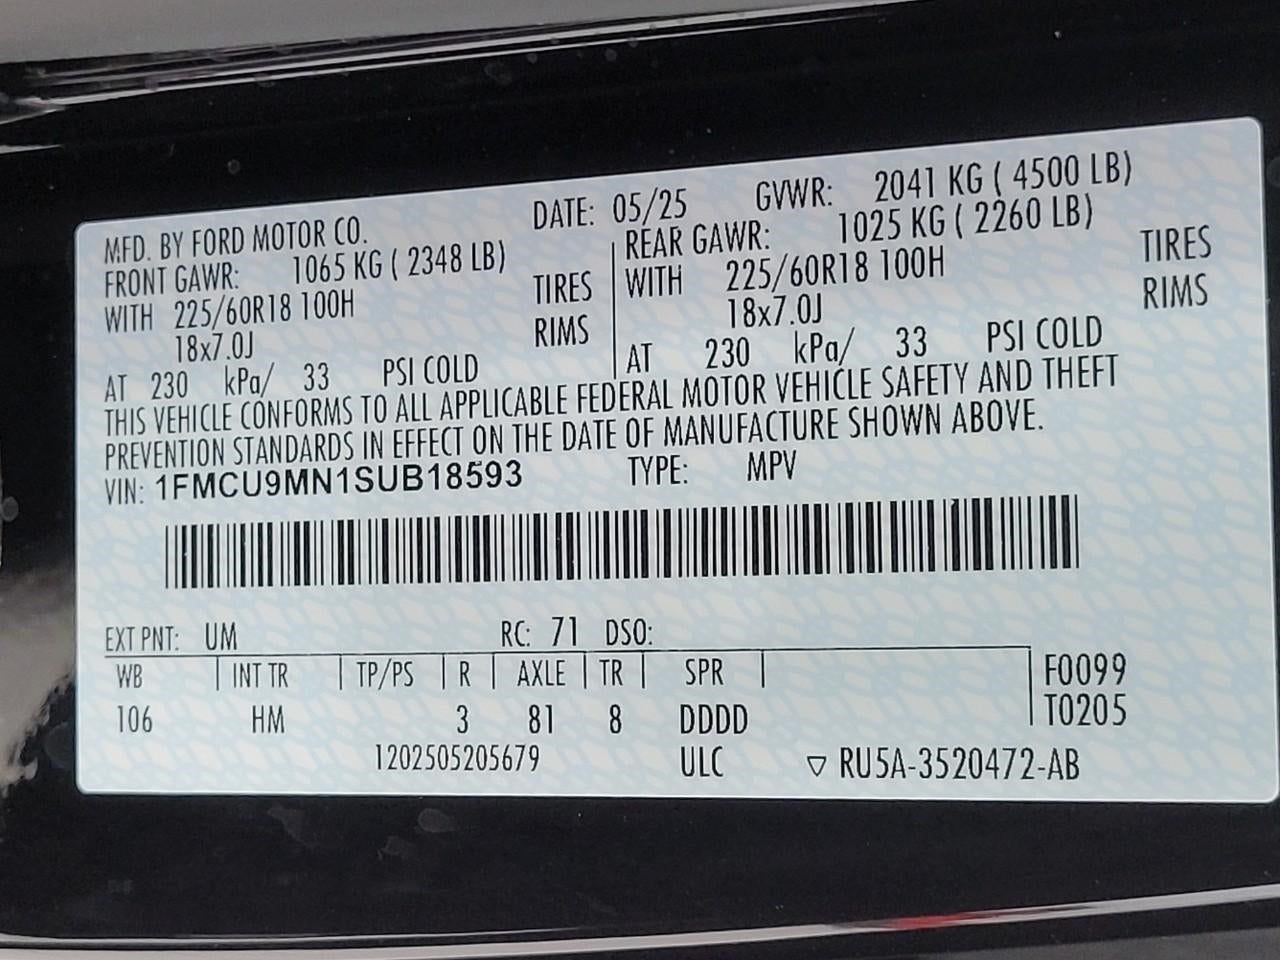 MFD. BY FORD MOTOR CO. DATE: 05/25 GVWR: 2041 KG ( 4500 LB)
FRONT GAWR: 1065 KG ( 2348 LB) REAR GAWR: 1025 KG ( 2260 LB)
WITH 225/60R18 100H TIRES WITH 225/60R18 100H TIRES
18x7.0J RIMS 18x7.0J RIMS
AT 230 kPa/ 33 PSI COLD AT 230 kPa/ 33 PSI COLD
THIS VEHICLE CONFORMS TO ALL APPLICABLE FEDERAL MOTOR VEHICLE SAFETY AND THEFT
PREVENTION STANDARDS IN EFFECT ON THE DATE OF MANUFACTURE SHOWN ABOVE.
VIN: 1FMCU9MN1SUB18593 TYPE: MPV
EXT PNT: UM RC: 71 DSO:
WB INT TR TP/PS R AXLE TR SPR F0099
106 HM 3 81 8 DDDD T0205
1202505205679 ULC ▽ RU5A-3520472-AB